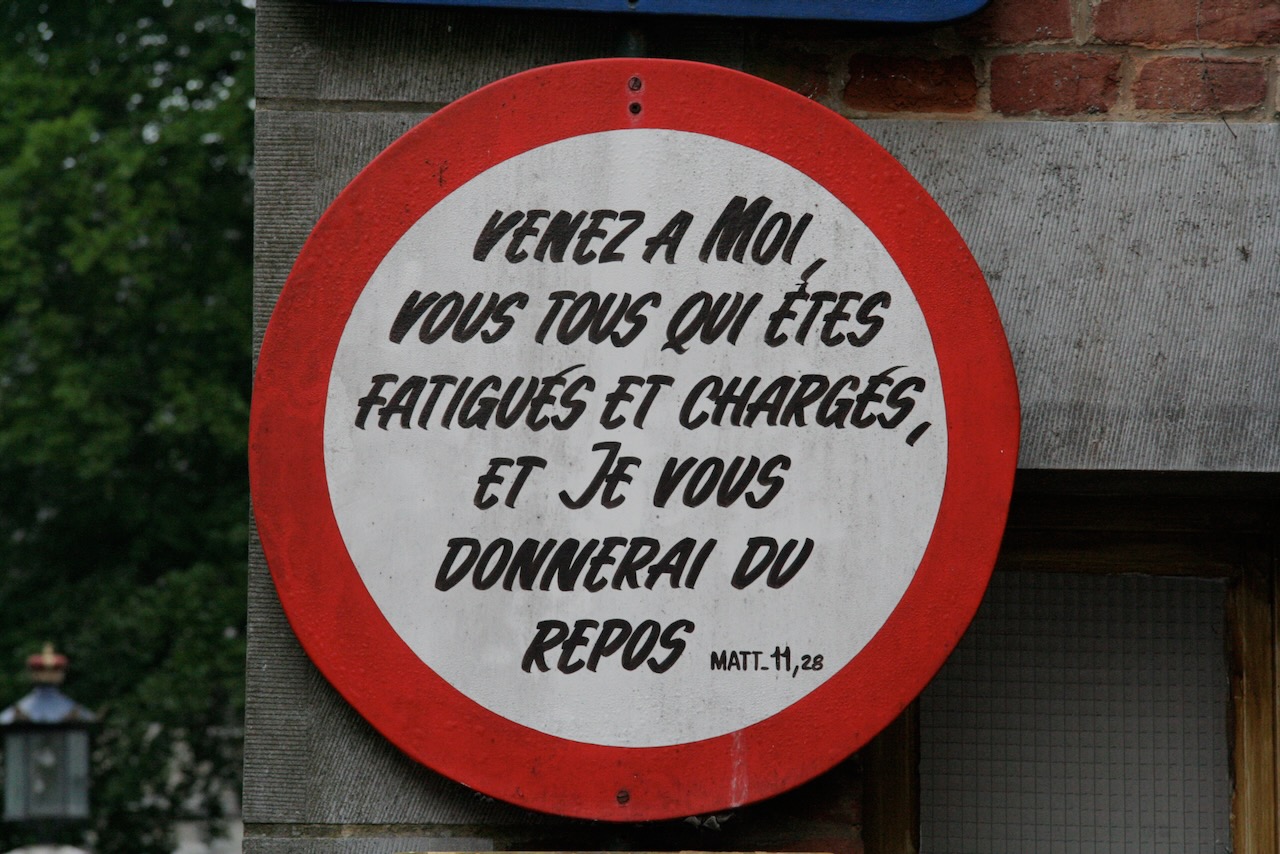 VENEZ A MOI,
VOUS TOUS QUI ÊTES
FATIGUÉS ET CHARGÉS,
ET JE VOUS
DONNERAI DU
REPOS MATT_11,28